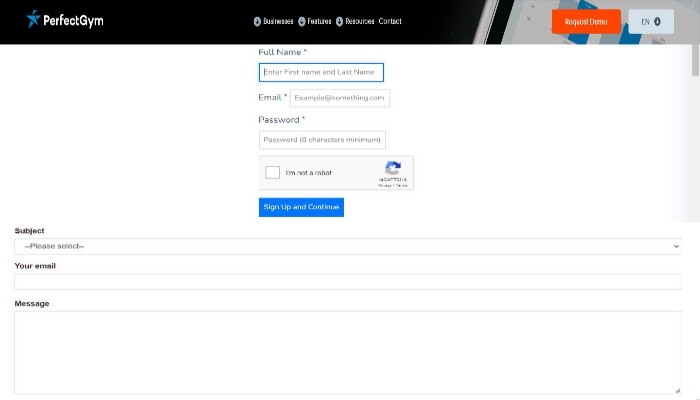 PerfectGym
Businesses Features Resources Contact
Request Demo
EN
Full Name *
Enter First name and Last Name
Email * Example@something.com
Password *
Password (8 characters minimum)
I'm not a robot
reCAPTCHA
Privacy - Terms
Sign Up and Continue
Subject
--Please select--
Your email
Message